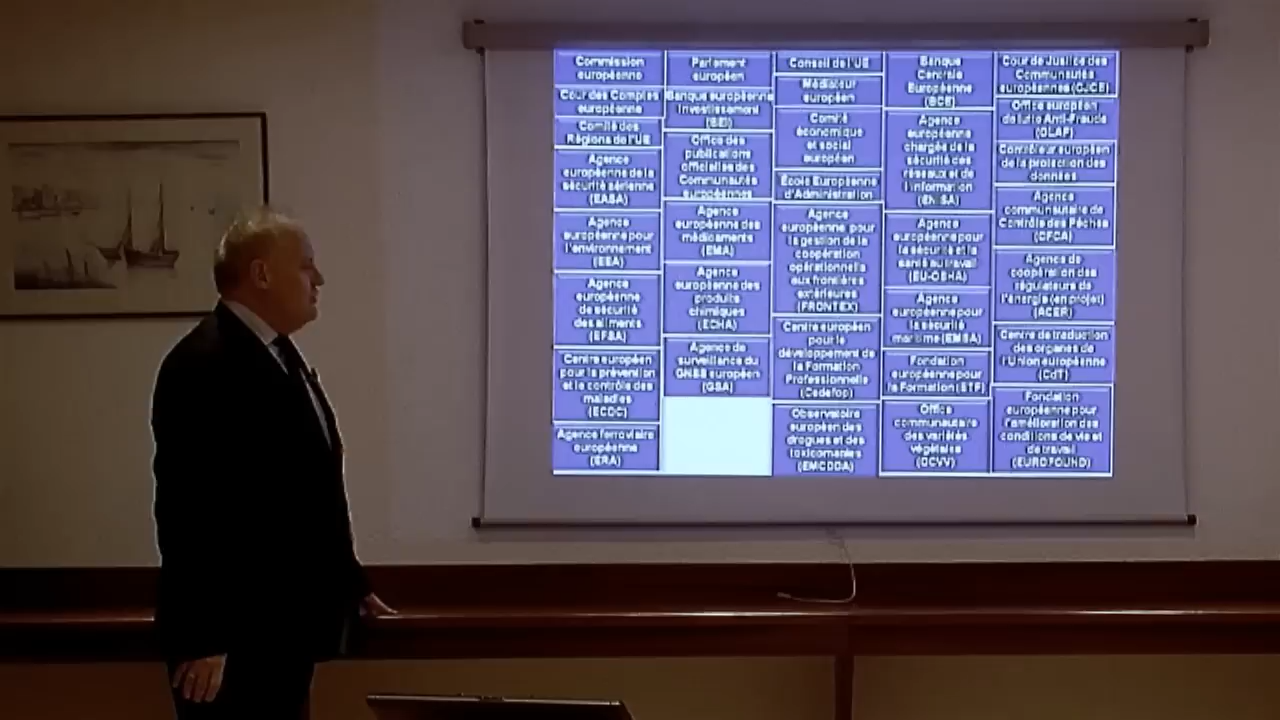 Commission
européenne
Cour des Comptes
européenne
Comité des
Régions de l'UE
Agence
européenne de la
sécurité aérienne
(EASA)
Agence
européenne pour
l'environnement
(EEA)
Agence
européenne
de sécurité
des aliments
(EFSA)
Centre européen
pour la prévention
et le contrôle des
maladies
(ECDC)
Agence ferroviaire
européenne
(ERA)
Parlement
européen
Banque européenne
Investissement
(BEI)
Office des
publications
officielles des
Communautés
européennes
Agence
européenne des
médicaments
(EMA)
Agence
européenne des
produits
chimiques
(ECHA)
Agence de
surveillance du
GNSS européen
(GSA)
Conseil de l'UE
Médiateur
européen
Comité
économique
et social
européen
École Européenne
d'Administration
Agence
européenne pour
la gestion de la
coopération
opérationnelle
aux frontières
extérieures
(FRONTEX)
Centre européen
pour le
développement de
la Formation
Professionnelle
(Cedefop)
Observatoire
européen des
drogues et des
toxicomanies
(EMCDDA)
Banque
Centrale
Européenne
(BCE)
Agence
européenne
chargée de la
sécurité des
réseaux et de
l'information
(ENISA)
Agence
européenne pour
la sécurité et la
santé au travail
(EU-OSHA)
Agence
européenne pour
la sécurité
maritime (EMSA)
Fondation
européenne pour
la Formation (ETF)
Office
communautaire
des variétés
végétales
(OCVV)
Cour de Justice des
Communautés
européennes (CJCE)
Office européen
de lutte Anti-Fraude
(OLAF)
Contrôleur européen
de la protection des
données
Agence
communautaire de
Contrôle des Pêches
(CFCA)
Agence de
coopération des
régulateurs de
l'énergie (en projet)
(ACER)
Centre de traduction
des organes de
l'Union européenne
(CdT)
Fondation
européenne pour
l'amélioration des
conditions de vie et
de travail
(EUROFOUND)